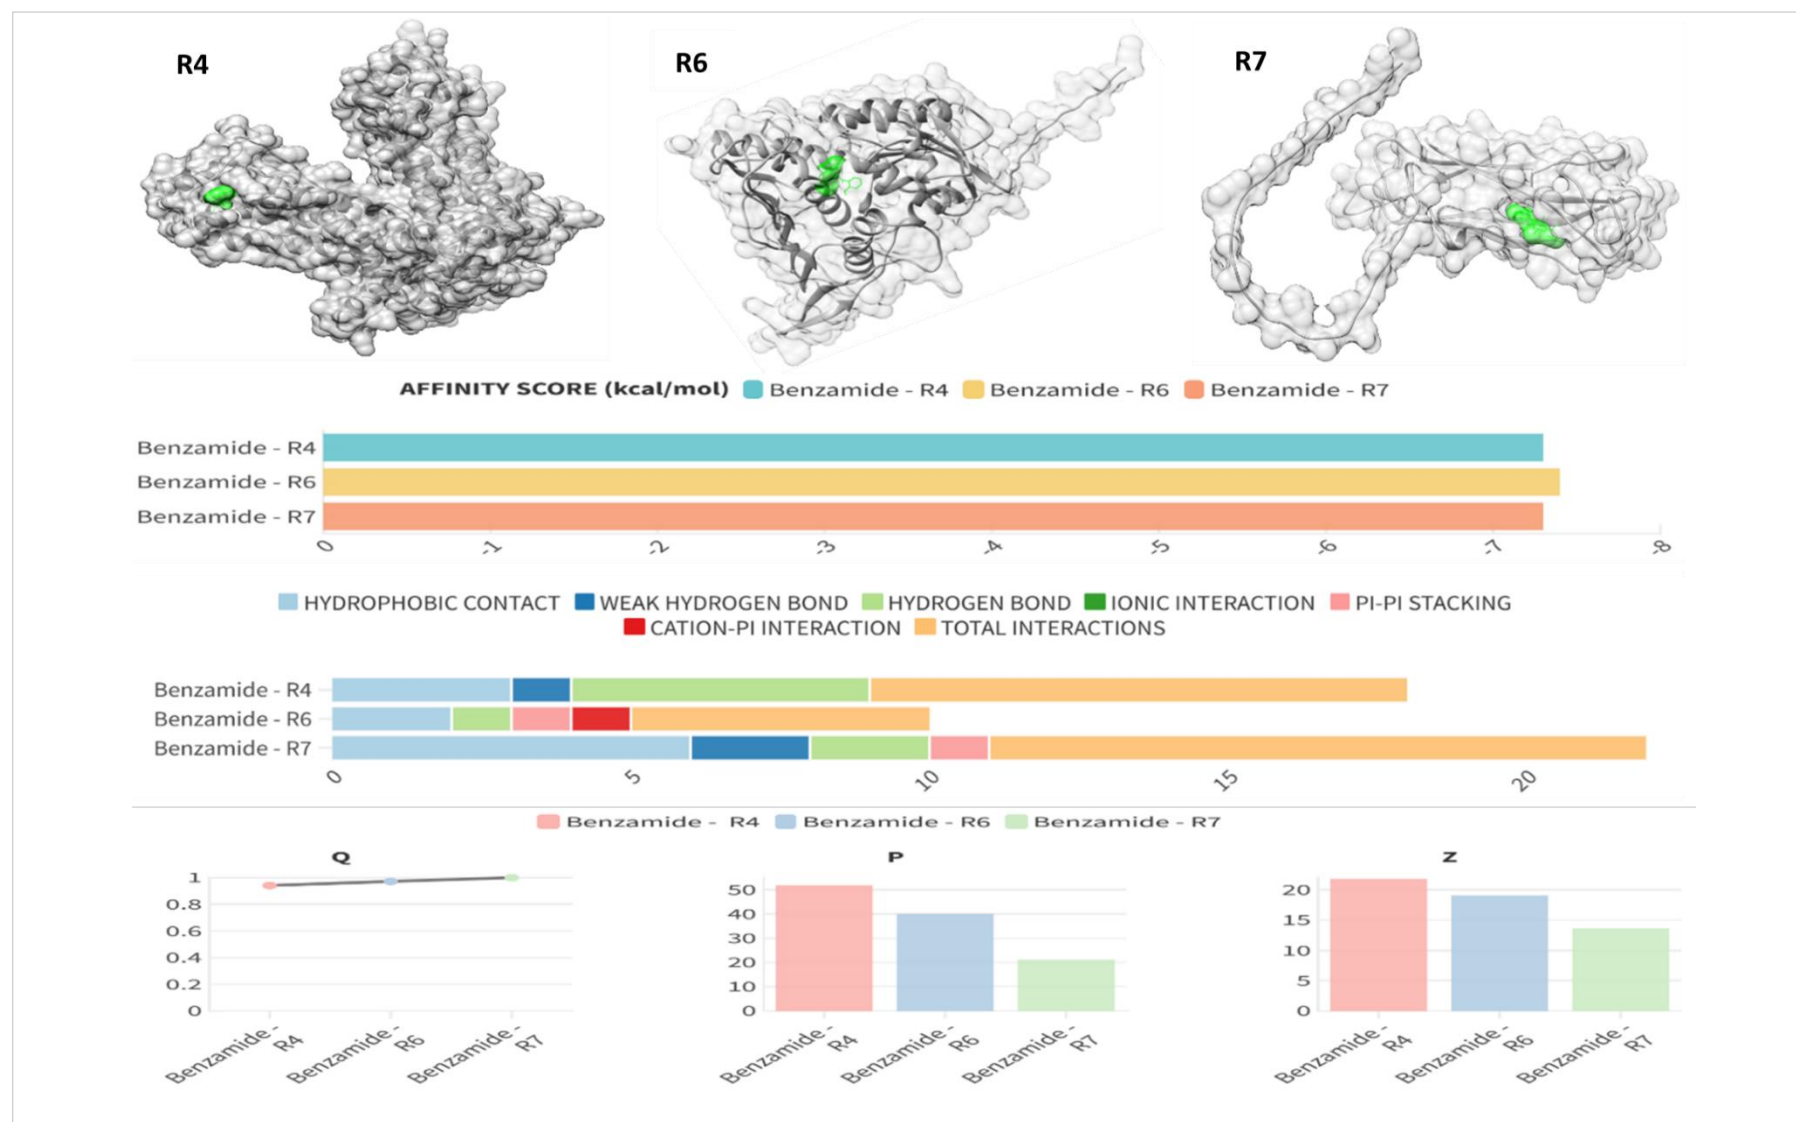 R4
R6
R7
AFFINITY SCORE (kcal/mol) Benzamide - R4 Benzamide - R6 Benzamide - R7
Benzamide - R4
Benzamide - R6
Benzamide - R7
0 -1 -2 -3 -4 -5 -6 -7 -8
HYDROPHOBIC CONTACT WEAK HYDROGEN BOND HYDROGEN BOND IONIC INTERACTION PI-PI STACKING
CATION-PI INTERACTION TOTAL INTERACTIONS
Benzamide - R4
Benzamide - R6
Benzamide - R7
0 5 10 15 20
Benzamide - R4 Benzamide - R6 Benzamide - R7
Q
1
0.8
0.6
0.4
0.2
0
Benzamide-
R4
Benzamide-
R6
Benzamide-
R7
P
50
40
30
20
10
0
Benzamide-
R4
Benzamide-
R6
Benzamide-
R7
Z
20
15
10
5
0
Benzamide-
R4
Benzamide-
R6
Benzamide-
R7